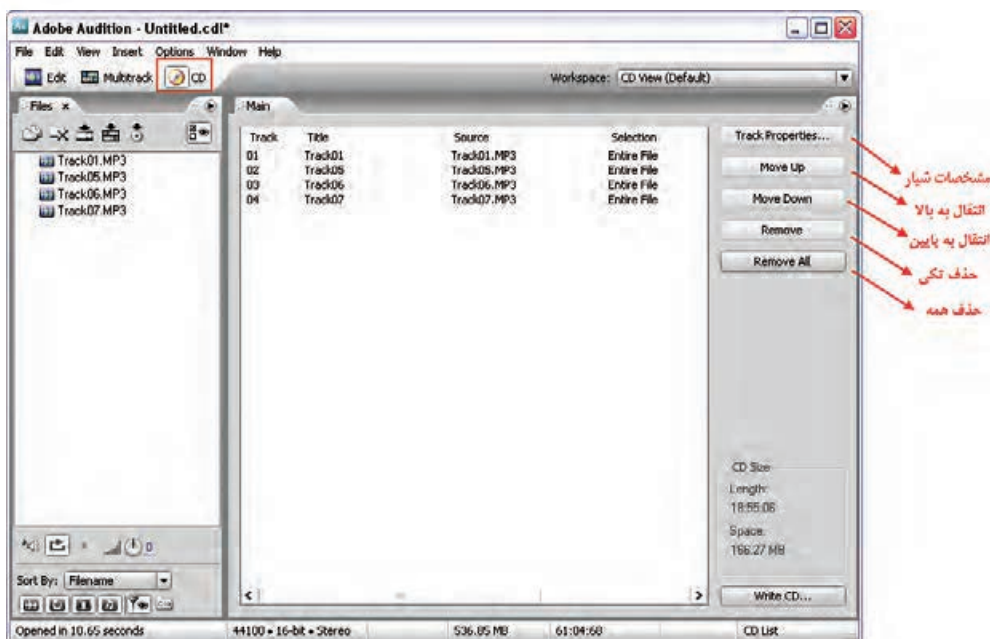 Adobe Audition - Untitled.cdl*
File Edit View Insert Options Window Help
Edit Multitrack CD
Workspace: CD View (Default)
Files x
Main
Track01.MP3
Track05.MP3
Track06.MP3
Track07.MP3
Track Title Source Selection
01 Track01 Track01.MP3 Entire File
02 Track05 Track05.MP3 Entire File
03 Track06 Track06.MP3 Entire File
04 Track07 Track07.MP3 Entire File
Track Properties...
Move Up
Move Down
Remove
Remove All
مشخصات شیار
انتقال به بالا
انتقال به پایین
حذف تکی
حذف همه
CD Size
Length:
18:55:06
Space:
166.27 MB
Write CD...
0
Sort By: Filename
Opened in 10.65 seconds
44100 • 16-bit • Stereo
536.85 MB
61:04:68
CD List